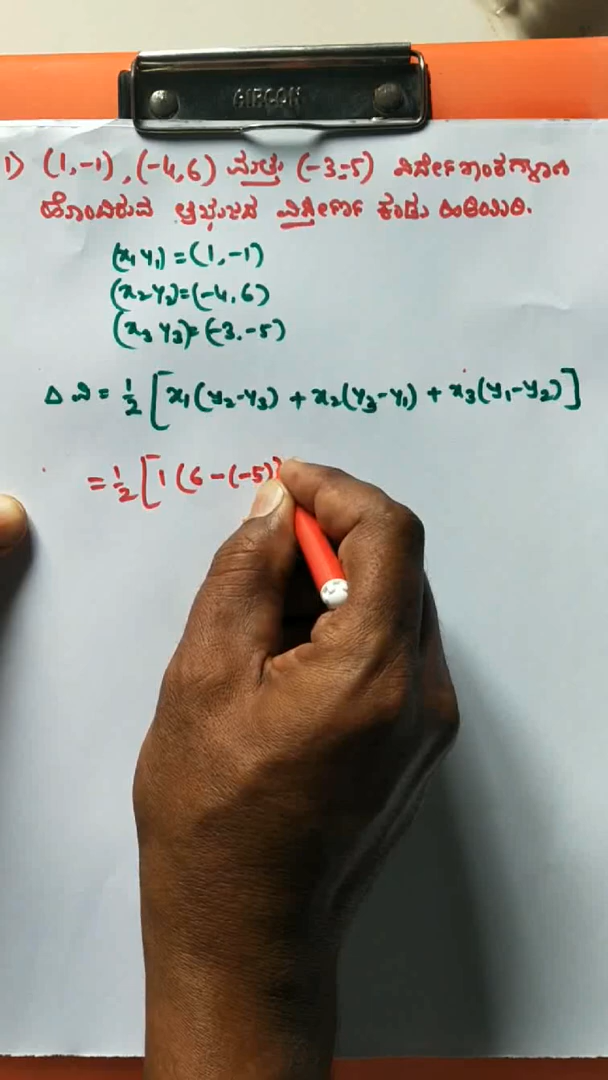 AIRCON
1) (1,-1), (-4,6) ಮತ್ತು (-3-5) ನಿರ್ದೇಶಾಂಕಗಳಾಗಿ
ಹೊಂದಿರುವ ತ್ರಿಭುಜದ ವಿಸ್ತೀರ್ಣ ಕಂಡು ಹಿಡಿಯಿರಿ.
(x₁ y₁) = (1,-1)
(x₂ y₂) = (-4,6)
(x₃ y₃) = (-3,-5)
Δ ವಿ = 1/2 [x₁(y₂-y₃) + x₂(y₃-y₁) + x₃(y₁-y₂)]
= 1/2 [1 (6-(-5)